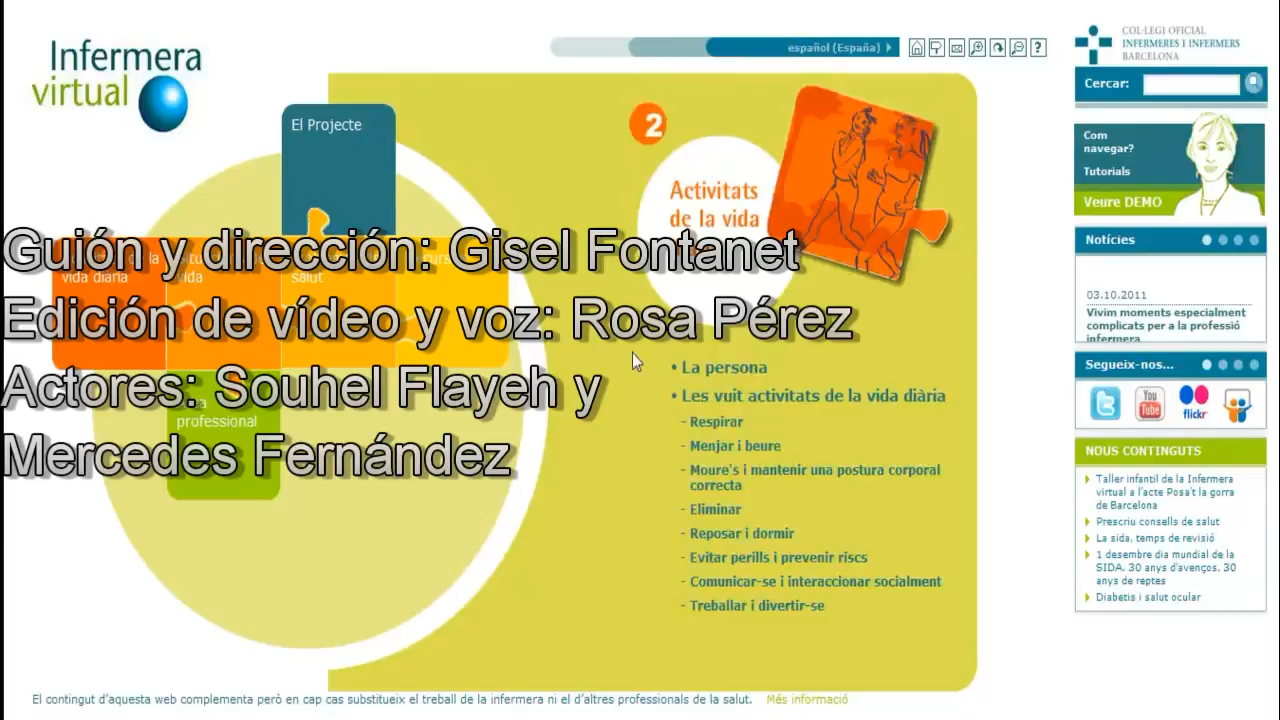 Infermera
virtual
español (España)
COL·LEGI OFICIAL
INFERMERES I INFERMERS
BARCELONA
Cercar:
El Projecte
2
Activitats
de la vida
Com
navegar?
Tutorials
Veure DEMO
Guión y dirección: Gisel Fontanet
Edición de vídeo y voz: Rosa Pérez
Actores: Souhel Flayeh y
Mercedes Fernández
vida diària
vida
salut
professional
• La persona
• Les vuit activitats de la vida diària
- Respirar
- Menjar i beure
- Moure's i mantenir una postura corporal
correcta
- Eliminar
- Reposar i dormir
- Evitar perills i prevenir riscs
- Comunicar-se i interaccionar socialment
- Treballar i divertir-se
Notícies
03.10.2011
Vivim moments especialment
complicats per a la professió
infermera
Segueix-nos...
You
Tube
flickr
NOUS CONTINGUTS
Taller infantil de la Infermera
virtual a l'acte Posa't la gorra
de Barcelona
Prescriu consells de salut
La sida, temps de revisió
1 desembre dia mundial de la
SIDA. 30 anys d'avenços, 30
anys de reptes
Diabetis i salut ocular
El contingut d'aquesta web complementa però en cap cas substitueix el treball de la infermera ni el d'altres professionals de la salut. Més informació